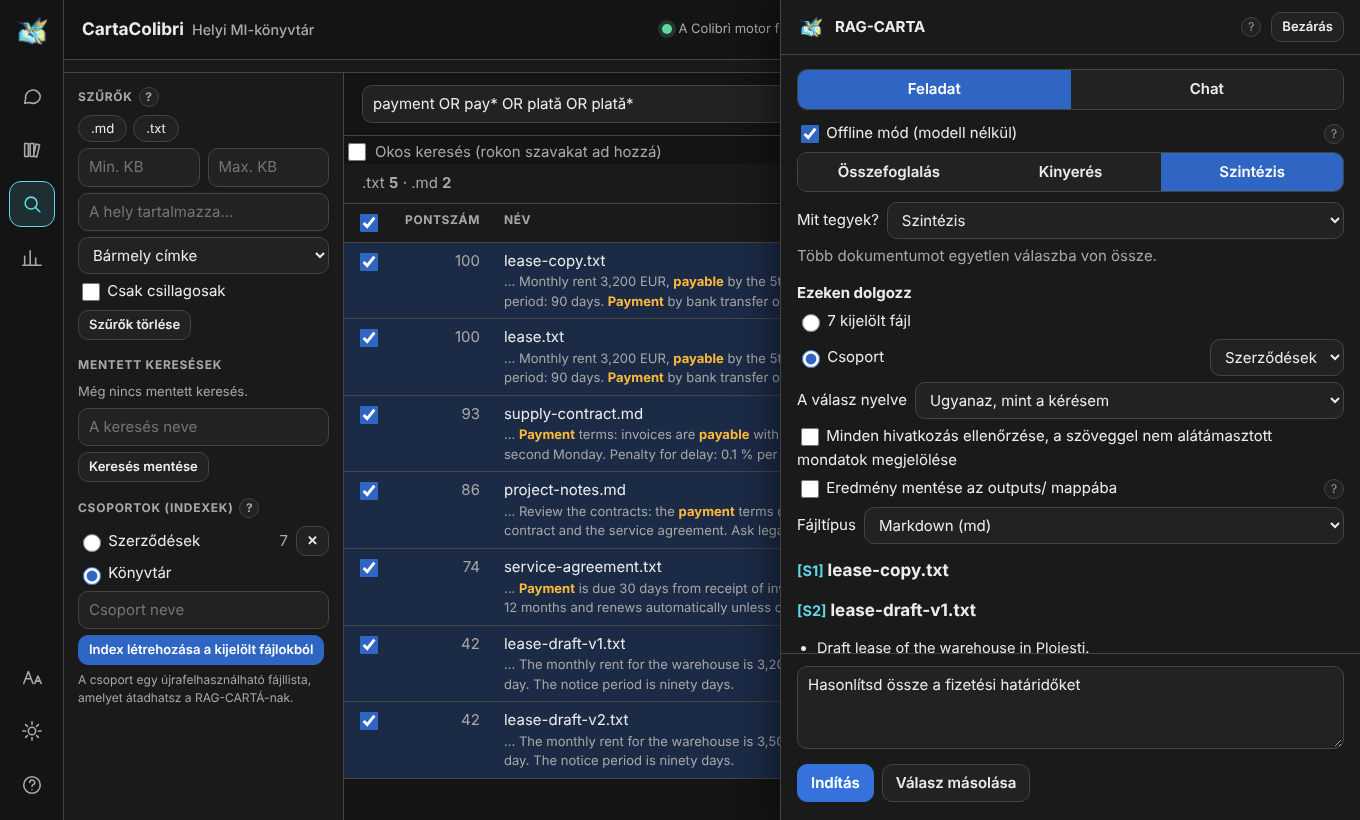 CartaColibri Helyi MI-könyvtár
A Colibrì motor f
SZŰRŐK ?
.md .txt
Min. KB Max. KB
A hely tartalmazza...
Bármely címke
Csak csillagosak
Szűrők törlése
MENTETT KERESÉSEK
Még nincs mentett keresés.
A keresés neve
Keresés mentése
CSOPORTOK (INDEXEK) ?
Szerződések 7 ✕
Könyvtár
Csoport neve
Index létrehozása a kijelölt fájlokból
A csoport egy újrafelhasználható fájllista,
amelyet átadhatsz a RAG-CARTÁ-nak.
payment OR pay* OR plată OR plată*
Okos keresés (rokon szavakat ad hozzá)
.txt 5 · .md 2
PONTSZÁM NÉV
100 lease-copy.txt
... Monthly rent 3,200 EUR, payable by the 5t
period: 90 days. Payment by bank transfer o
100 lease.txt
... Monthly rent 3,200 EUR, payable by the 5t
period: 90 days. Payment by bank transfer o
93 supply-contract.md
... Payment terms: invoices are payable with
second Monday. Penalty for delay: 0.1 % per
86 project-notes.md
... Review the contracts: the payment terms o
contract and the service agreement. Ask lega
74 service-agreement.txt
... Payment is due 30 days from receipt of in
12 months and renews automatically unless o
42 lease-draft-v1.txt
... The monthly rent for the warehouse is 3,20
day. The notice period is ninety days.
42 lease-draft-v2.txt
... The monthly rent for the warehouse is 3,50
day. The notice period is ninety days.
RAG-CARTA ? Bezárás
Feladat Chat
Offline mód (modell nélkül) ?
Összefoglalás Kinyerés Szintézis
Mit tegyek? Szintézis
Több dokumentumot egyetlen válaszba von össze.
Ezeken dolgozz
7 kijelölt fájl
Csoport Szerződések
A válasz nyelve Ugyanaz, mint a kérésem
Minden hivatkozás ellenőrzése, a szöveggel nem alátámasztott
mondatok megjelölése
Eredmény mentése az outputs/ mappába ?
Fájltípus Markdown (md)
[S1] lease-copy.txt
[S2] lease-draft-v1.txt
• Draft lease of the warehouse in Ploiești.
Hasonlítsd össze a fizetési határidőket
Indítás Válasz másolása
AA
?